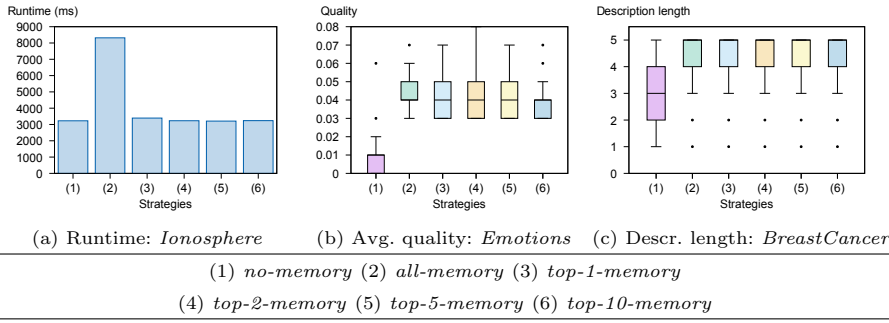 Runtime (ms)
9000
8000
7000
6000
5000
4000
3000
2000
1000
0
(1) (2) (3) (4) (5) (6)
Strategies
Quality
0.08
0.07
0.06
0.05
0.04
0.03
0.02
0.01
0
(1) (2) (3) (4) (5) (6)
Strategies
Description length
5
4
3
2
1
0
(1) (2) (3) (4) (5) (6)
Strategies
(a) Runtime: Ionosphere
(b) Avg. quality: Emotions
(c) Descr. length: BreastCancer
(1) no-memory (2) all-memory (3) top-1-memory
(4) top-2-memory (5) top-5-memory (6) top-10-memory